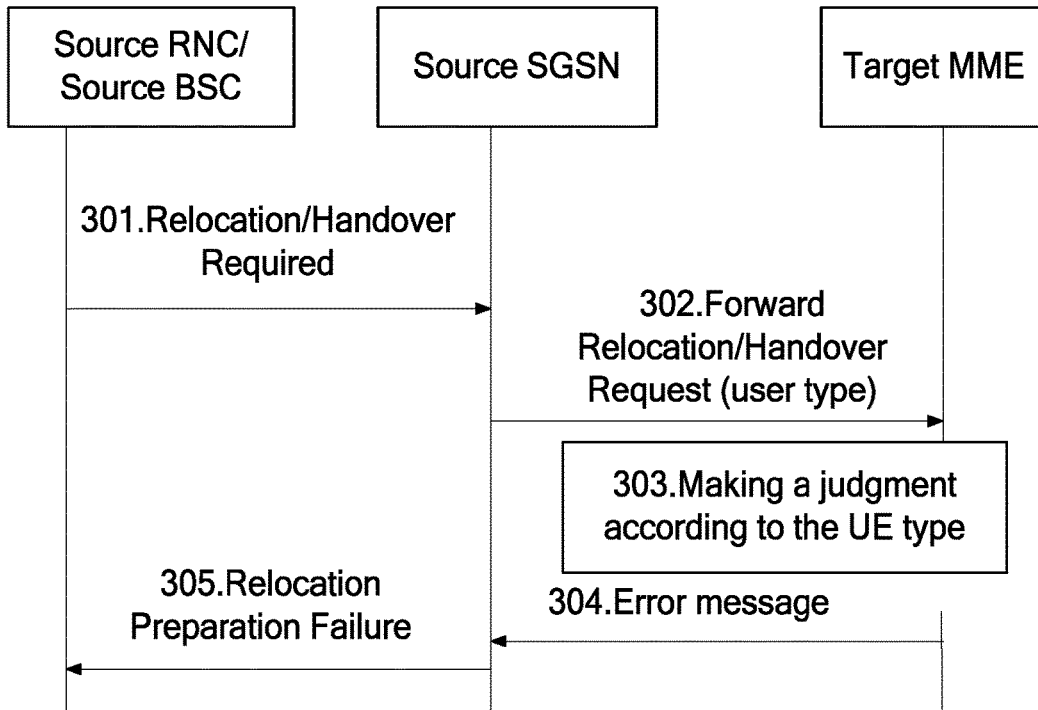 Source RNC/
Source BSC
Source SGSN
Target MME
301.Relocation/Handover
Required
302.Forward
Relocation/Handover
Request (user type)
303.Making a judgment
according to the UE type
304.Error message
305.Relocation
Preparation Failure